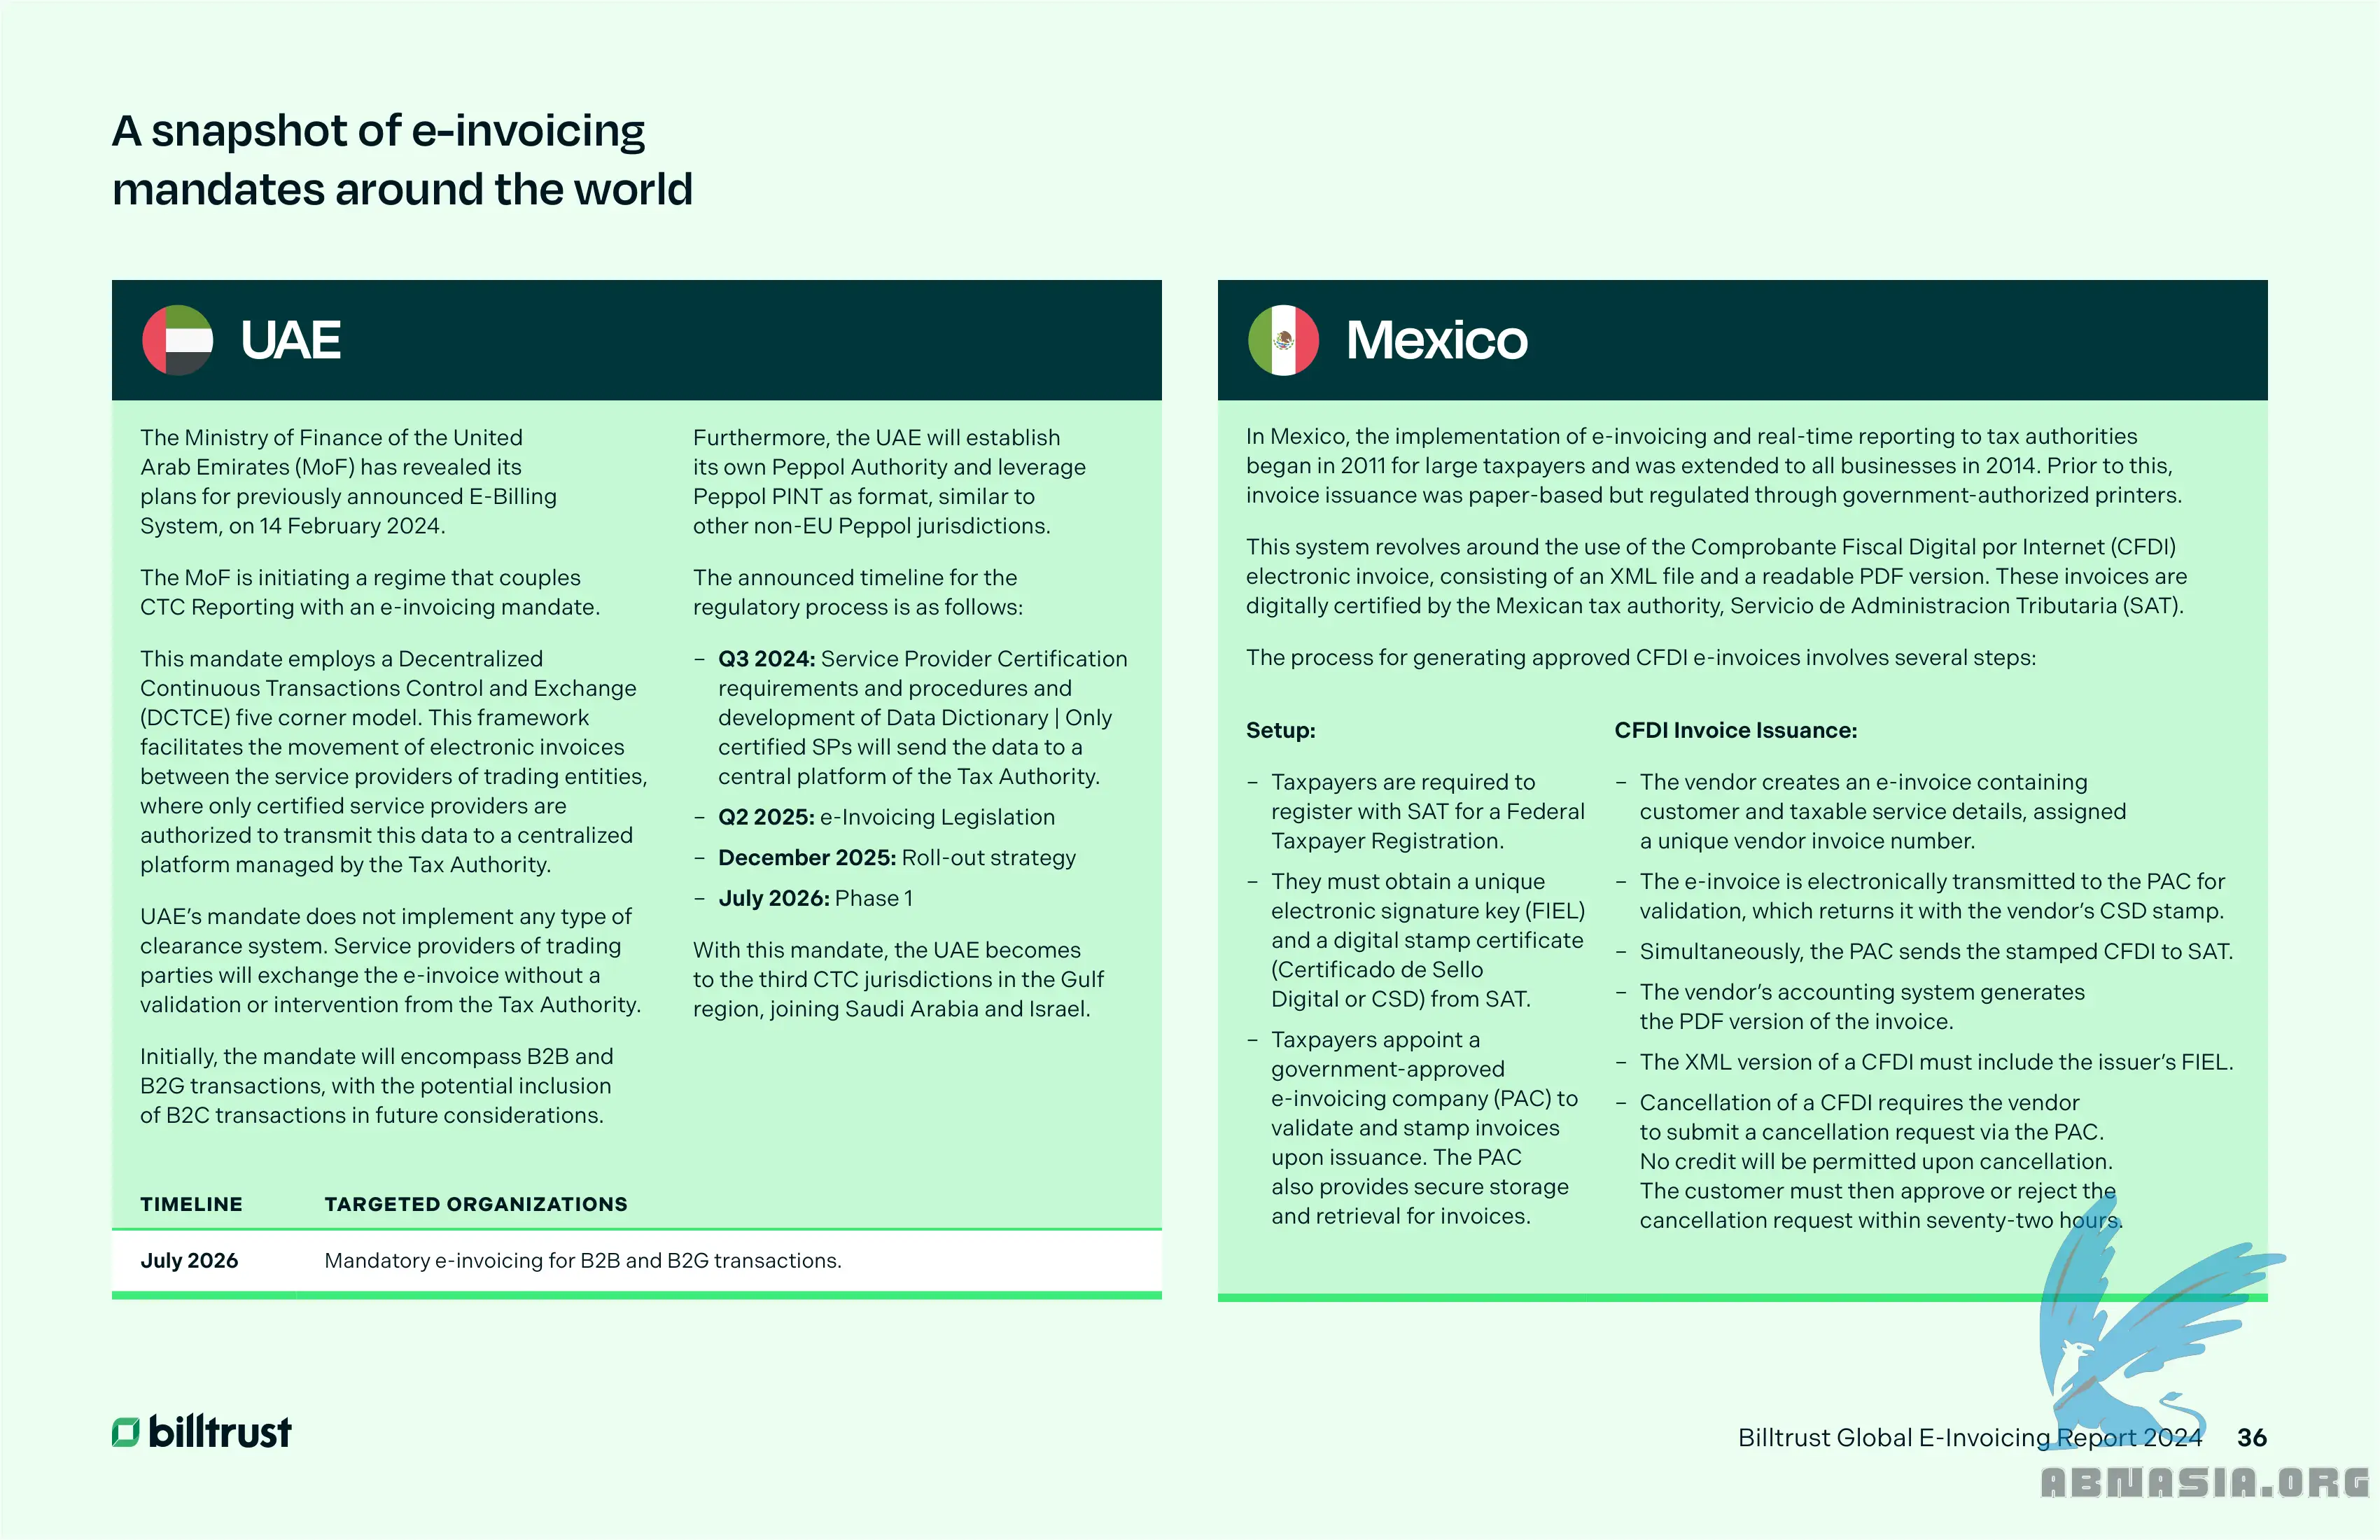 A snapshot of e-invoicing
mandates around the world
UAE
The Ministry of Finance of the United
Arab Emirates (MoF) has revealed its
plans for previously announced E-Billing
System, on 14 February 2024.
The MoF is initiating a regime that couples
CTC Reporting with an e-invoicing mandate.
This mandate employs a Decentralized
Continuous Transactions Control and Exchange
(DCTCE) five corner model. This framework
facilitates the movement of electronic invoices
between the service providers of trading entities,
where only certified service providers are
authorized to transmit this data to a centralized
platform managed by the Tax Authority.
UAE’s mandate does not implement any type of
clearance system. Service providers of trading
parties will exchange the e-invoice without a
validation or intervention from the Tax Authority.
Initially, the mandate will encompass B2B and
B2G transactions, with the potential inclusion
of B2C transactions in future considerations.
Furthermore, the UAE will establish
its own Peppol Authority and leverage
Peppol PINT as format, similar to
other non-EU Peppol jurisdictions.
The announced timeline for the
regulatory process is as follows:
– Q3 2024: Service Provider Certification
requirements and procedures and
development of Data Dictionary | Only
certified SPs will send the data to a
central platform of the Tax Authority.
– Q2 2025: e-Invoicing Legislation
– December 2025: Roll-out strategy
– July 2026: Phase 1
With this mandate, the UAE becomes
to the third CTC jurisdictions in the Gulf
region, joining Saudi Arabia and Israel.
TIMELINE TARGETED ORGANIZATIONS
July 2026 Mandatory e-invoicing for B2B and B2G transactions.
Mexico
In Mexico, the implementation of e-invoicing and real-time reporting to tax authorities
began in 2011 for large taxpayers and was extended to all businesses in 2014. Prior to this,
invoice issuance was paper-based but regulated through government-authorized printers.
This system revolves around the use of the Comprobante Fiscal Digital por Internet (CFDI)
electronic invoice, consisting of an XML file and a readable PDF version. These invoices are
digitally certified by the Mexican tax authority, Servicio de Administracion Tributaria (SAT).
The process for generating approved CFDI e-invoices involves several steps:
Setup:
– Taxpayers are required to
register with SAT for a Federal
Taxpayer Registration.
– They must obtain a unique
electronic signature key (FIEL)
and a digital stamp certificate
(Certificado de Sello
Digital or CSD) from SAT.
– Taxpayers appoint a
government-approved
e-invoicing company (PAC) to
validate and stamp invoices
upon issuance. The PAC
also provides secure storage
and retrieval for invoices.
CFDI Invoice Issuance:
– The vendor creates an e-invoice containing
customer and taxable service details, assigned
a unique vendor invoice number.
– The e-invoice is electronically transmitted to the PAC for
validation, which returns it with the vendor’s CSD stamp.
– Simultaneously, the PAC sends the stamped CFDI to SAT.
– The vendor’s accounting system generates
the PDF version of the invoice.
– The XML version of a CFDI must include the issuer’s FIEL.
– Cancellation of a CFDI requires the vendor
to submit a cancellation request via the PAC.
No credit will be permitted upon cancellation.
The customer must then approve or reject the
cancellation request within seventy-two hours.
billtrust
Billtrust Global E-Invoicing Report 2024 36
ABNASIA.ORG